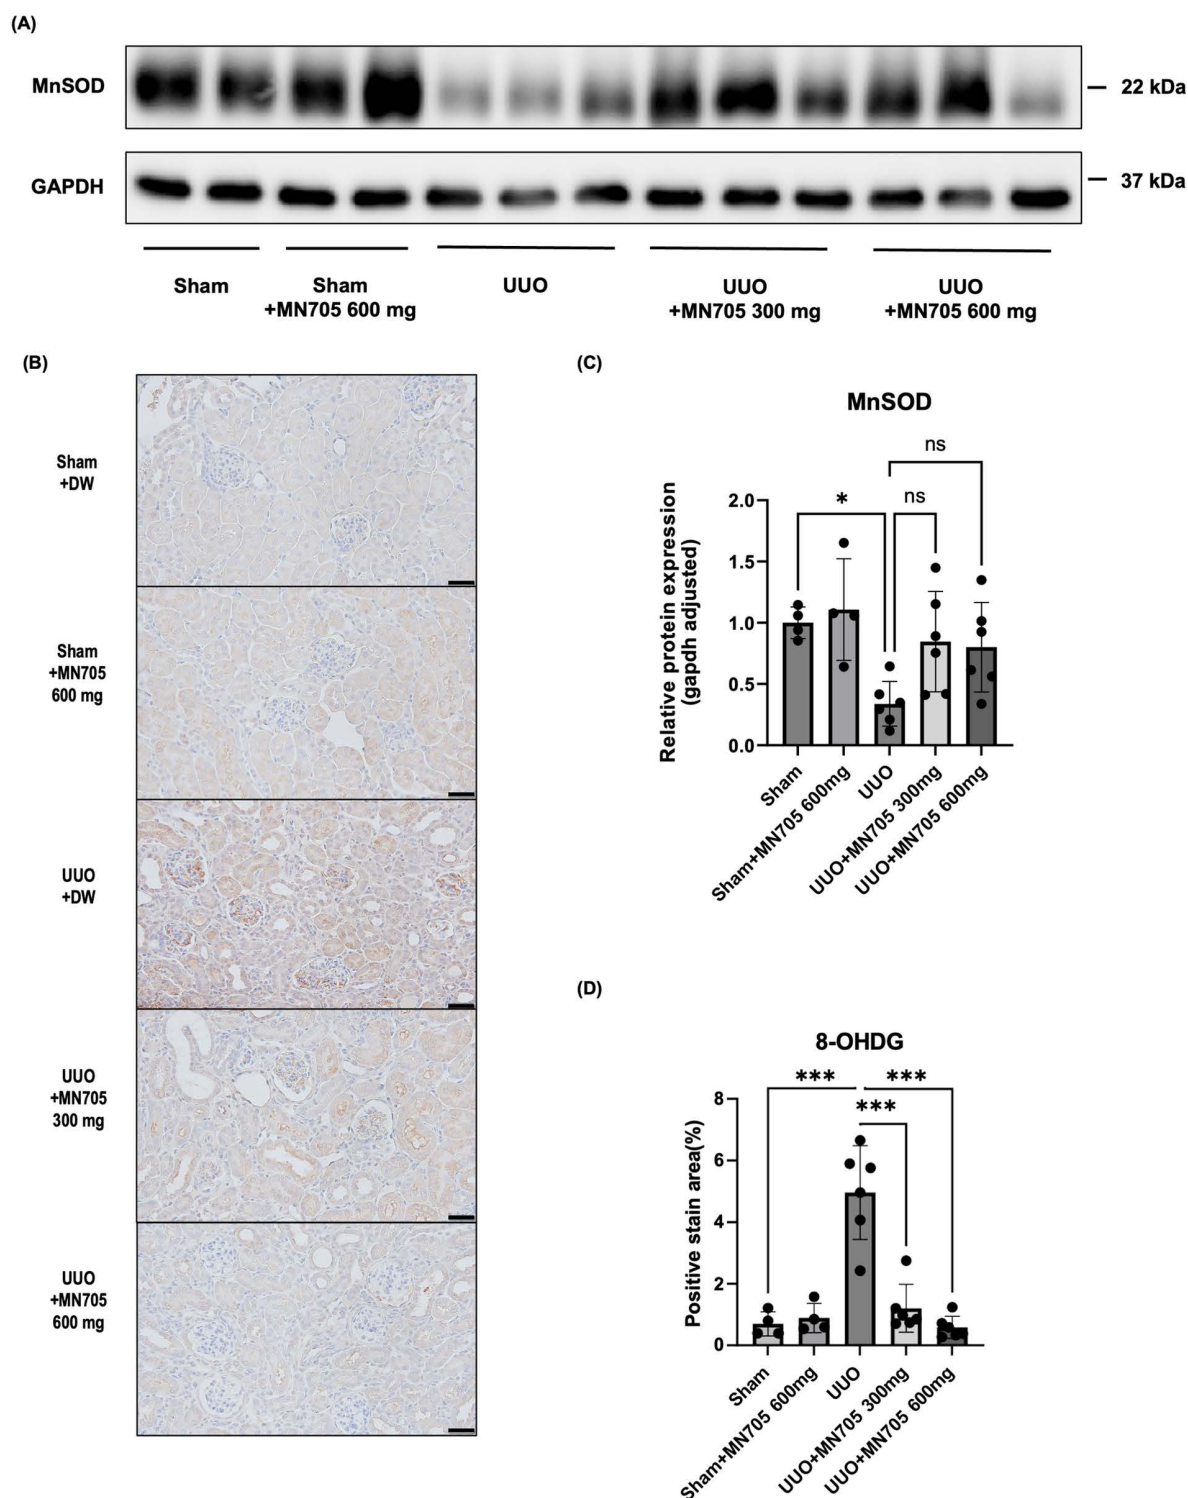 (A)
MnSOD
22 kDa
GAPDH
37 kDa
Sham
Sham
+MN705 600 mg
UUO
UUO
+MN705 300 mg
UUO
+MN705 600 mg
(B)
Sham
+DW
Sham
+MN705
600 mg
UUO
+DW
UUO
+MN705
300 mg
UUO
+MN705
600 mg
(C)
MnSOD
ns
*
ns
Relative protein expression
(gapdh adjusted)
2.0
1.5
1.0
0.5
0.0
Sham
Sham+MN705 600mg
UUO
UUO+MN705 300mg
UUO+MN705 600mg
(D)
8-OHDG
***
***
***
Positive stain area(%)
8
6
4
2
0
Sham
Sham+MN705 600mg
UUO
UUO+MN705 300mg
UUO+MN705 600mg